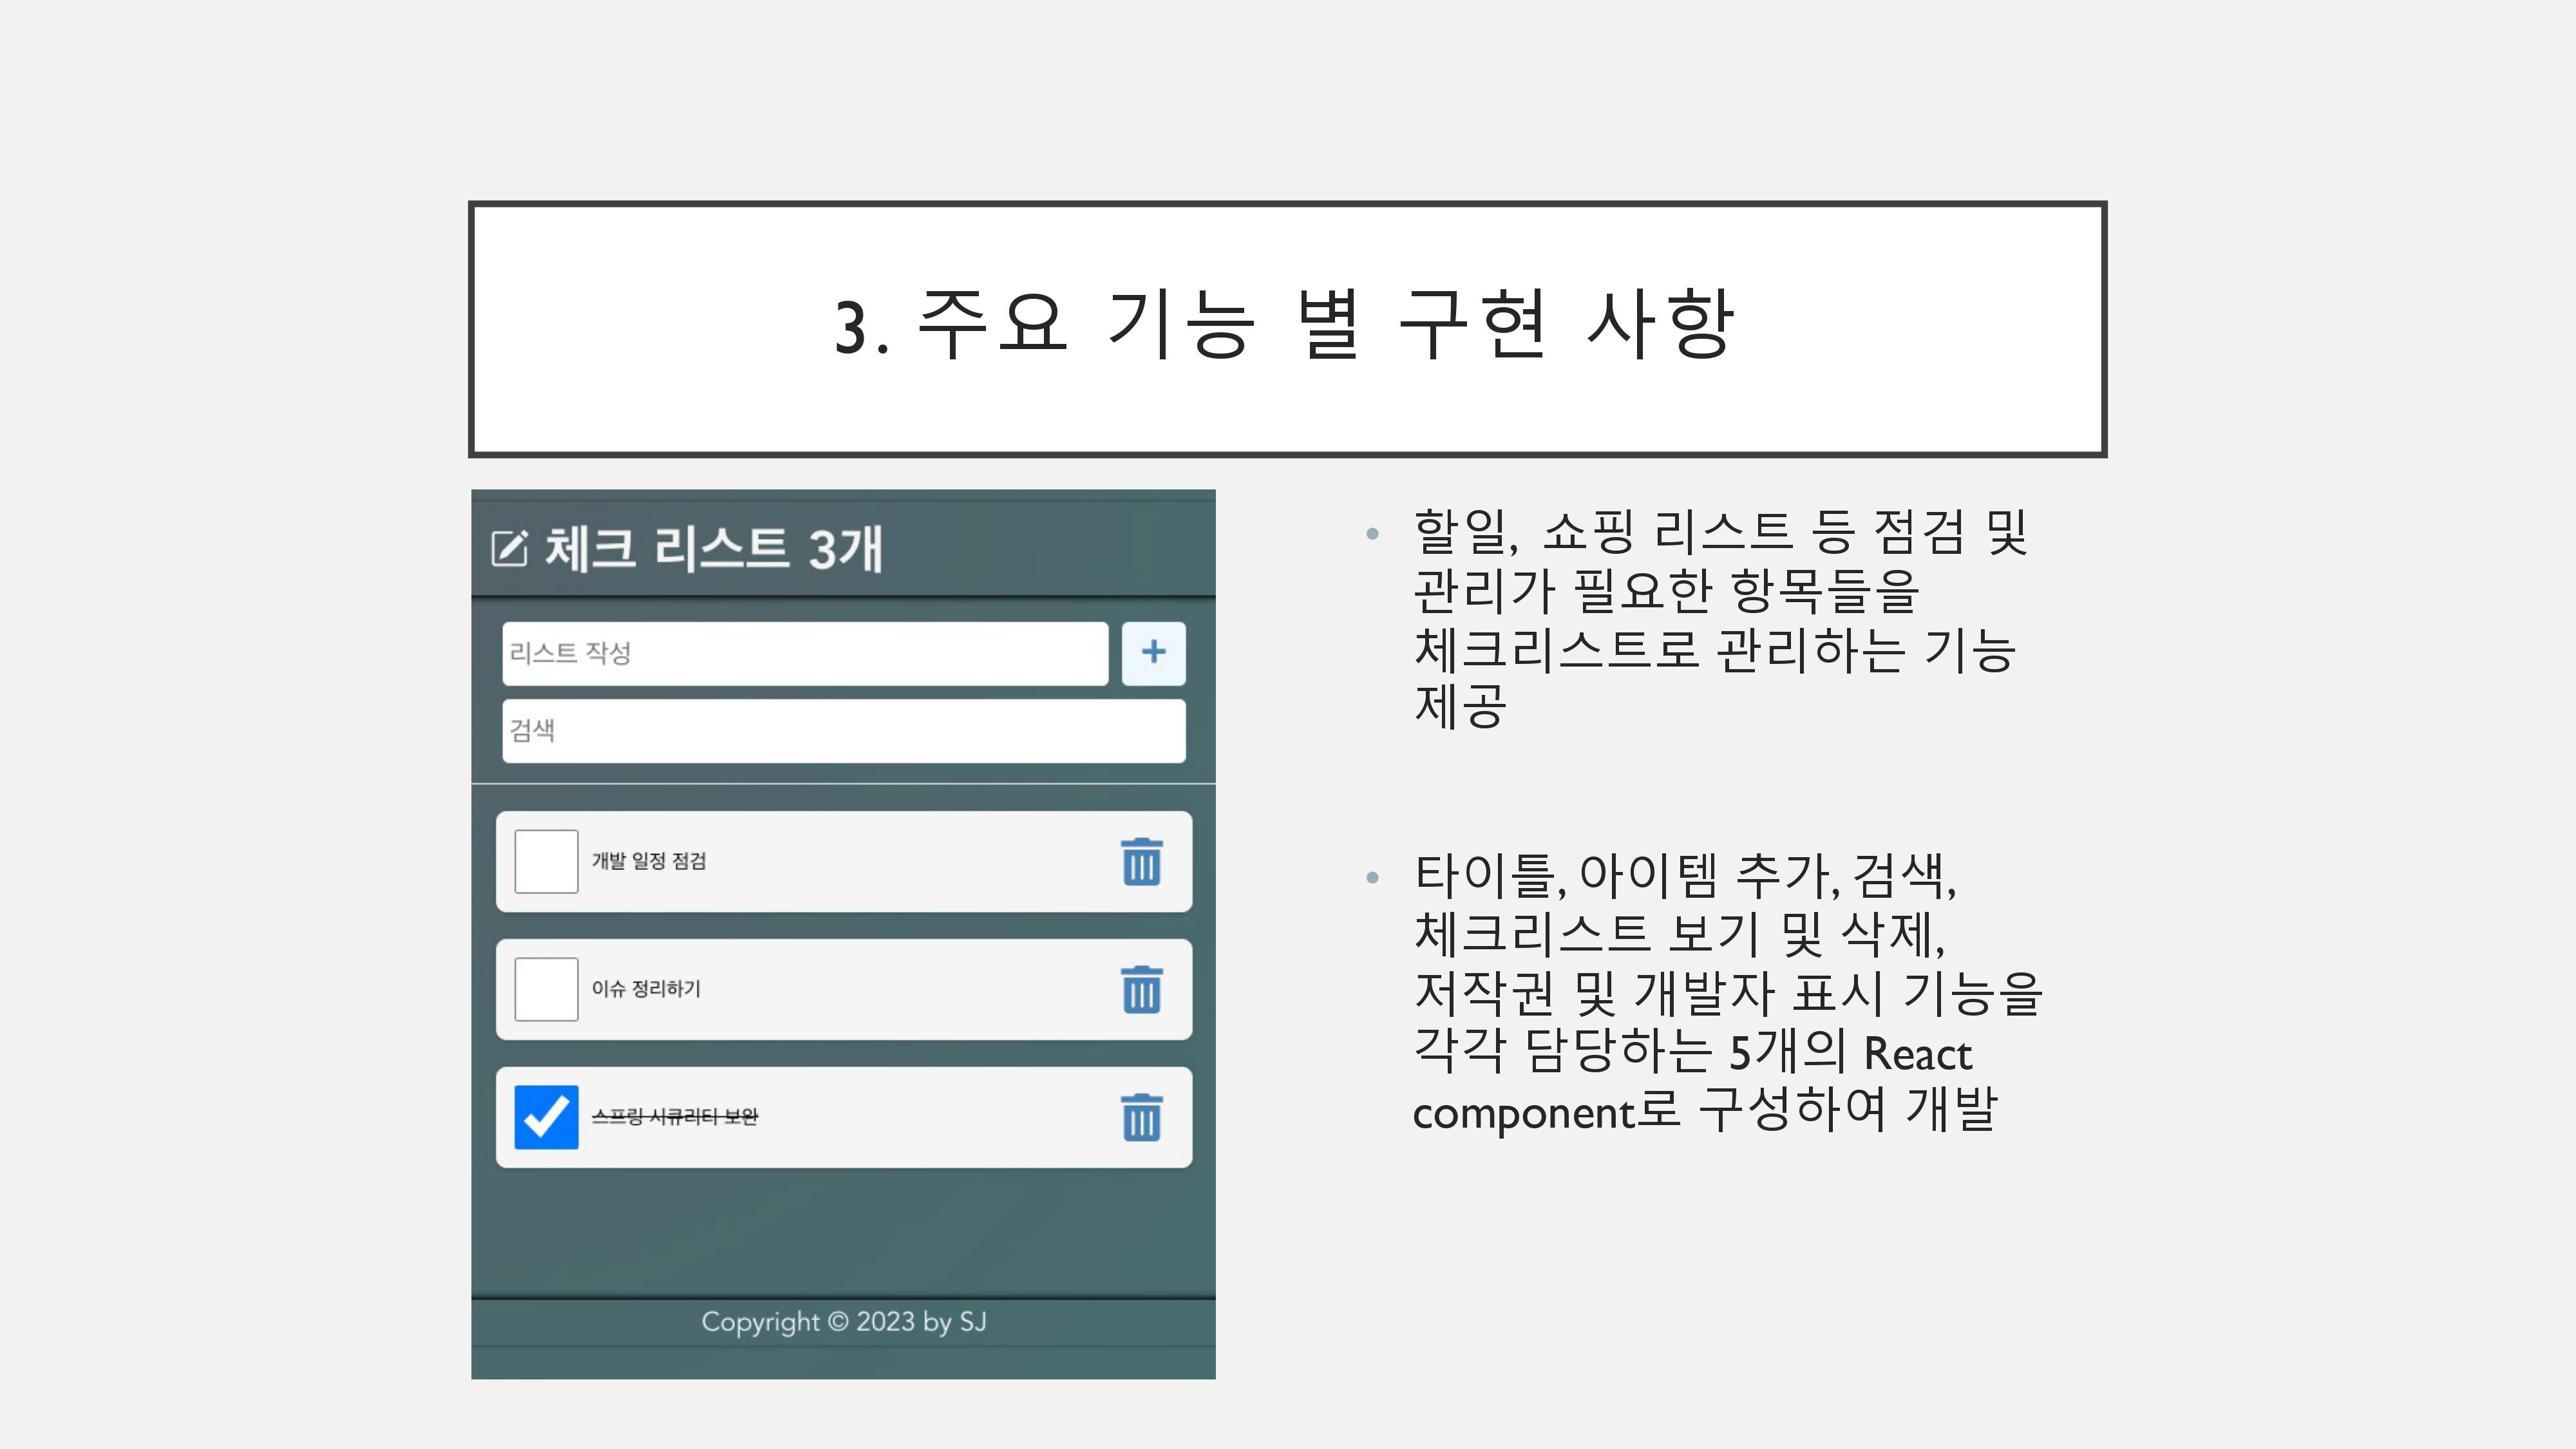 3. 주요 기능 별 구현 사항
체크 리스트 3개
리스트 작성
+
검색
개발 일정 점검
이슈 정리하기
스프링 시큐리티 보완
Copyright © 2023 by SJ
• 할일, 쇼핑 리스트 등 점검 및
관리가 필요한 항목들을
체크리스트로 관리하는 기능
제공
• 타이틀, 아이템 추가, 검색,
체크리스트 보기 및 삭제,
저작권 및 개발자 표시 기능을
각각 담당하는 5개의 React
component로 구성하여 개발